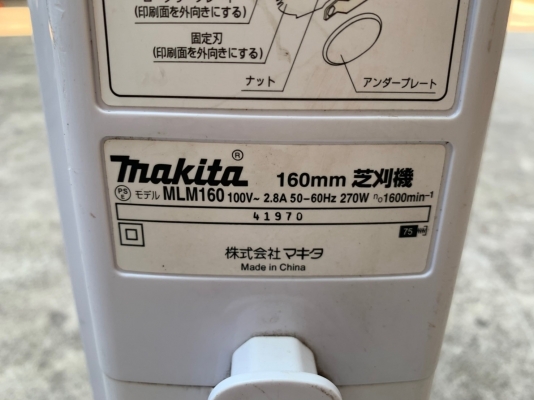 (印刷面を外向きにする)
固定刃
(印刷面を外向きにする)
ナット
アンダープレート
makita®
160mm 芝刈機
PS E モデル MLM160 100V~ 2.8A 50-60Hz 270W n₀1600min⁻¹
41970
75
株式会社 マキタ
Made in China